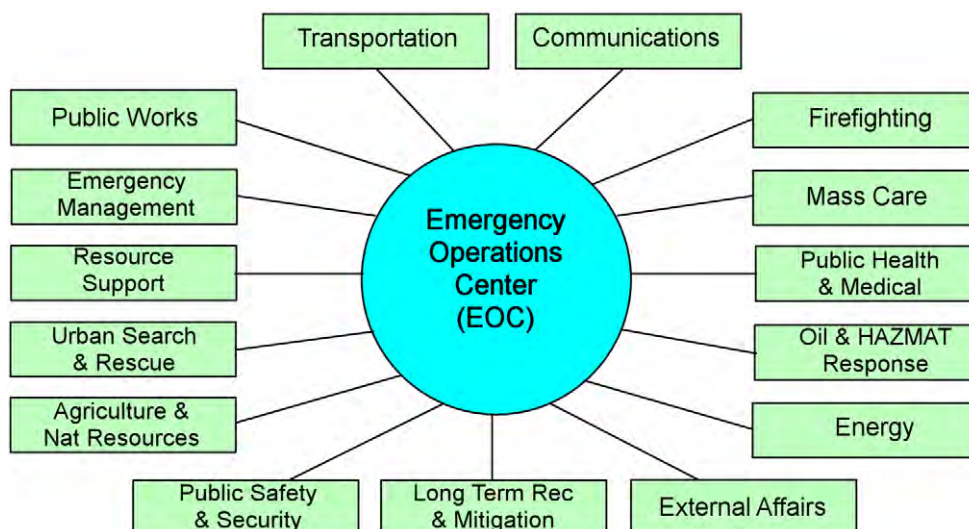 Transportation
Communications
Public Works
Firefighting
Emergency
Management
Mass Care
Emergency
Operations
Center
(EOC)
Resource
Support
Public Health
& Medical
Urban Search
& Rescue
Oil & HAZMAT
Response
Agriculture &
Nat Resources
Energy
Public Safety
& Security
Long Term Rec
& Mitigation
External Affairs